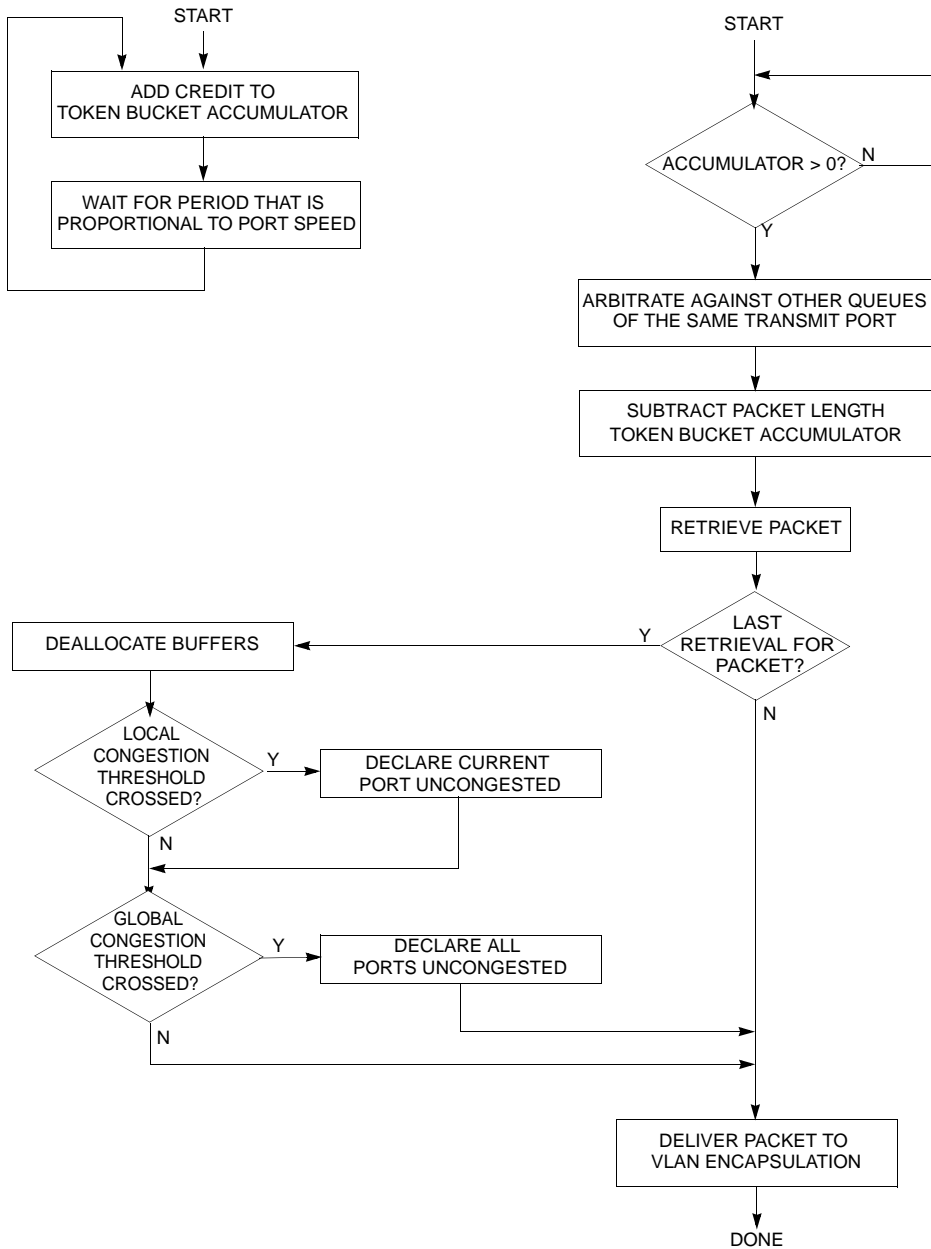 START
ADD CREDIT TO
TOKEN BUCKET ACCUMULATOR
WAIT FOR PERIOD THAT IS
PROPORTIONAL TO PORT SPEED
START
ACCUMULATOR > 0?
N
Y
ARBITRATE AGAINST OTHER QUEUES
OF THE SAME TRANSMIT PORT
SUBTRACT PACKET LENGTH
TOKEN BUCKET ACCUMULATOR
RETRIEVE PACKET
LAST
RETRIEVAL FOR
PACKET?
Y
N
DEALLOCATE BUFFERS
LOCAL
CONGESTION
THRESHOLD
CROSSED?
Y
N
DECLARE CURRENT
PORT UNCONGESTED
GLOBAL
CONGESTION
THRESHOLD
CROSSED?
Y
N
DECLARE ALL
PORTS UNCONGESTED
DELIVER PACKET TO
VLAN ENCAPSULATION
DONE